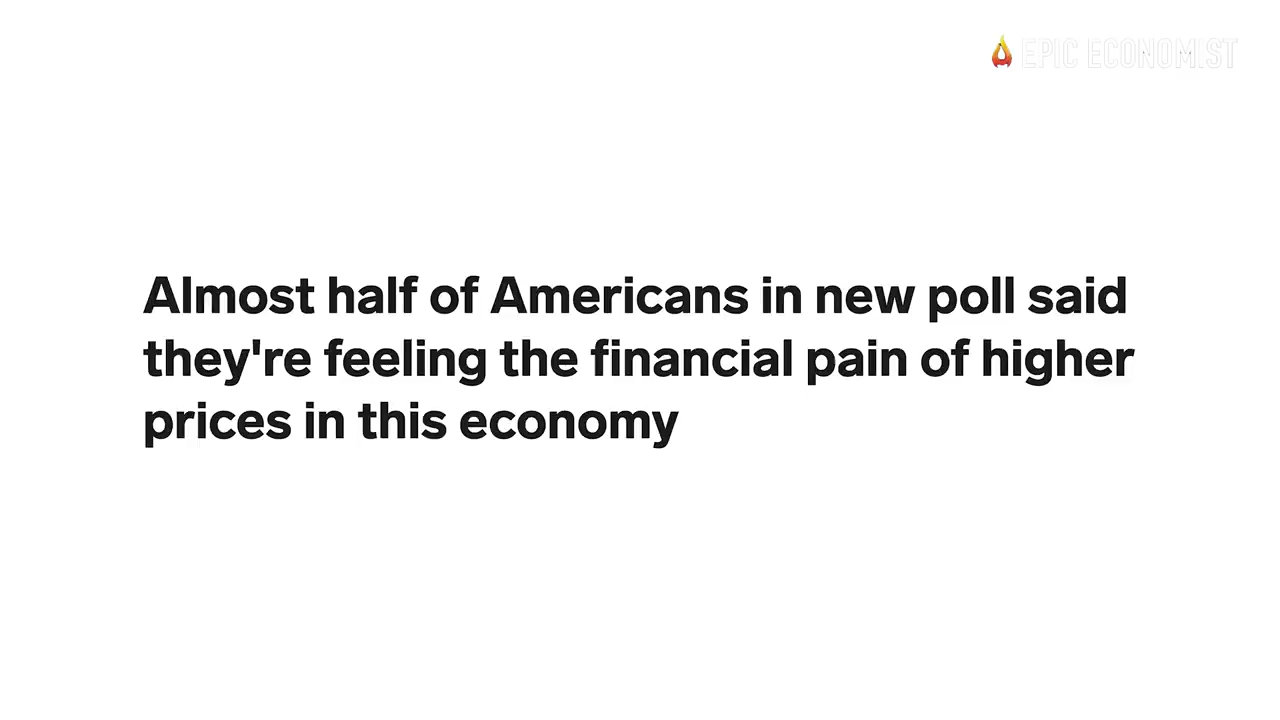 EPIC ECONOMIST
Almost half of Americans in new poll said
they're feeling the financial pain of higher
prices in this economy